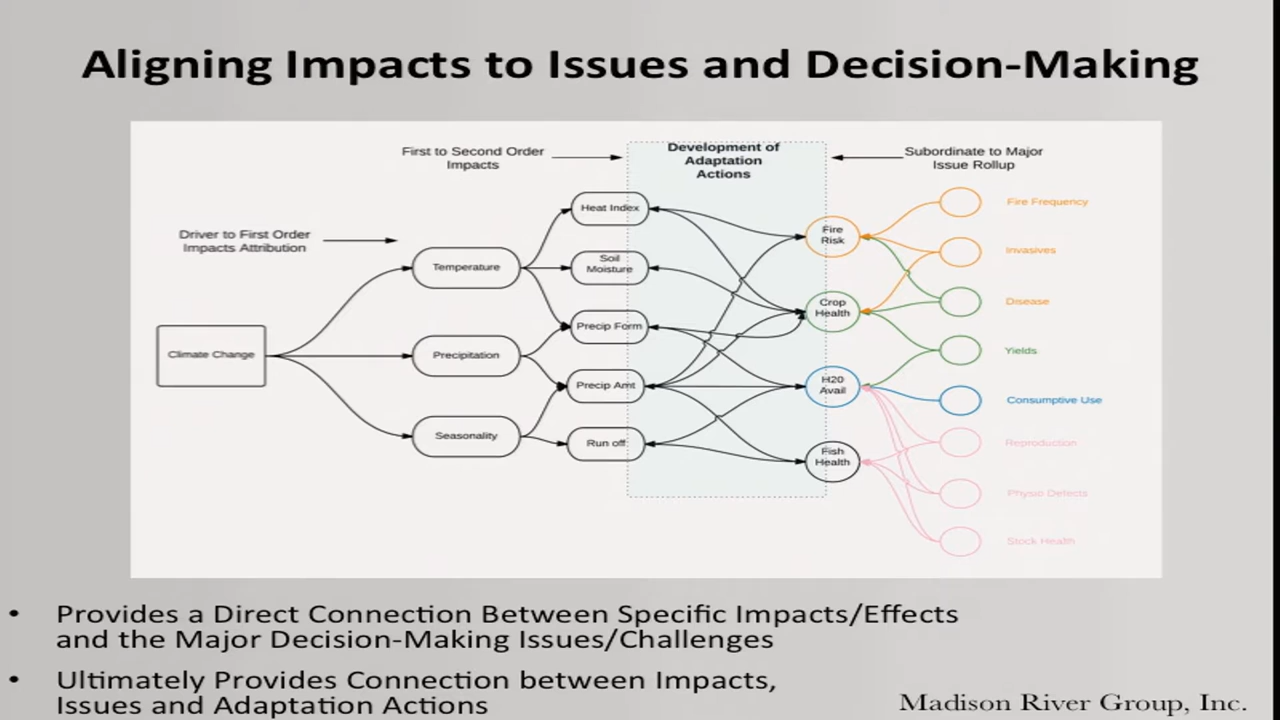 Aligning Impacts to Issues and Decision-Making
First to Second Order
Impacts
Development of
Adaptation
Actions
Subordinate to Major
Issue Rollup
Driver to First Order
Impacts Attribution
Climate Change
Temperature
Precipitation
Seasonality
Heat Index
Soil
Moisture
Precip Form
Precip Amt
Run off
Fire
Risk
Crop
Health
H20
Avail
Fish
Health
Fire Frequency
Invasives
Disease
Yields
Consumptive Use
Reproduction
Physio Defects
Stock Health
• Provides a Direct Connection Between Specific Impacts/Effects
and the Major Decision-Making Issues/Challenges
• Ultimately Provides Connection between Impacts,
Issues and Adaptation Actions
Madison River Group, Inc.